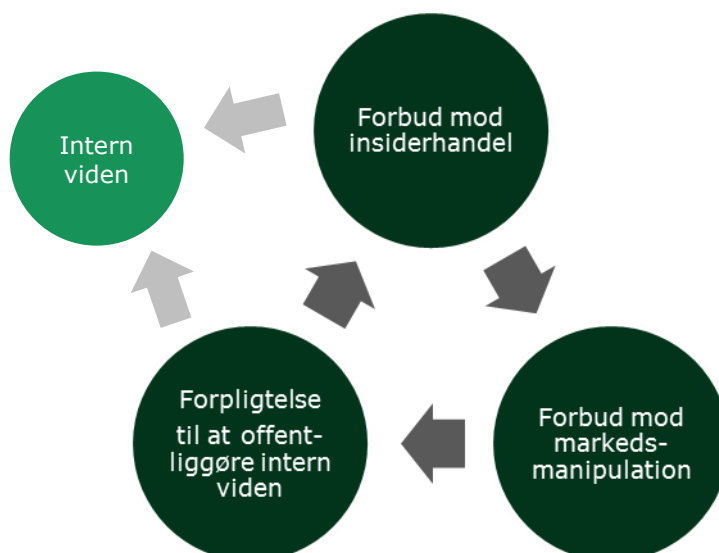 Forbud mod
insiderhandel
Intern
viden
Forpligtelse
til at offent-
liggøre intern
viden
Forbud mod
markeds-
manipulation